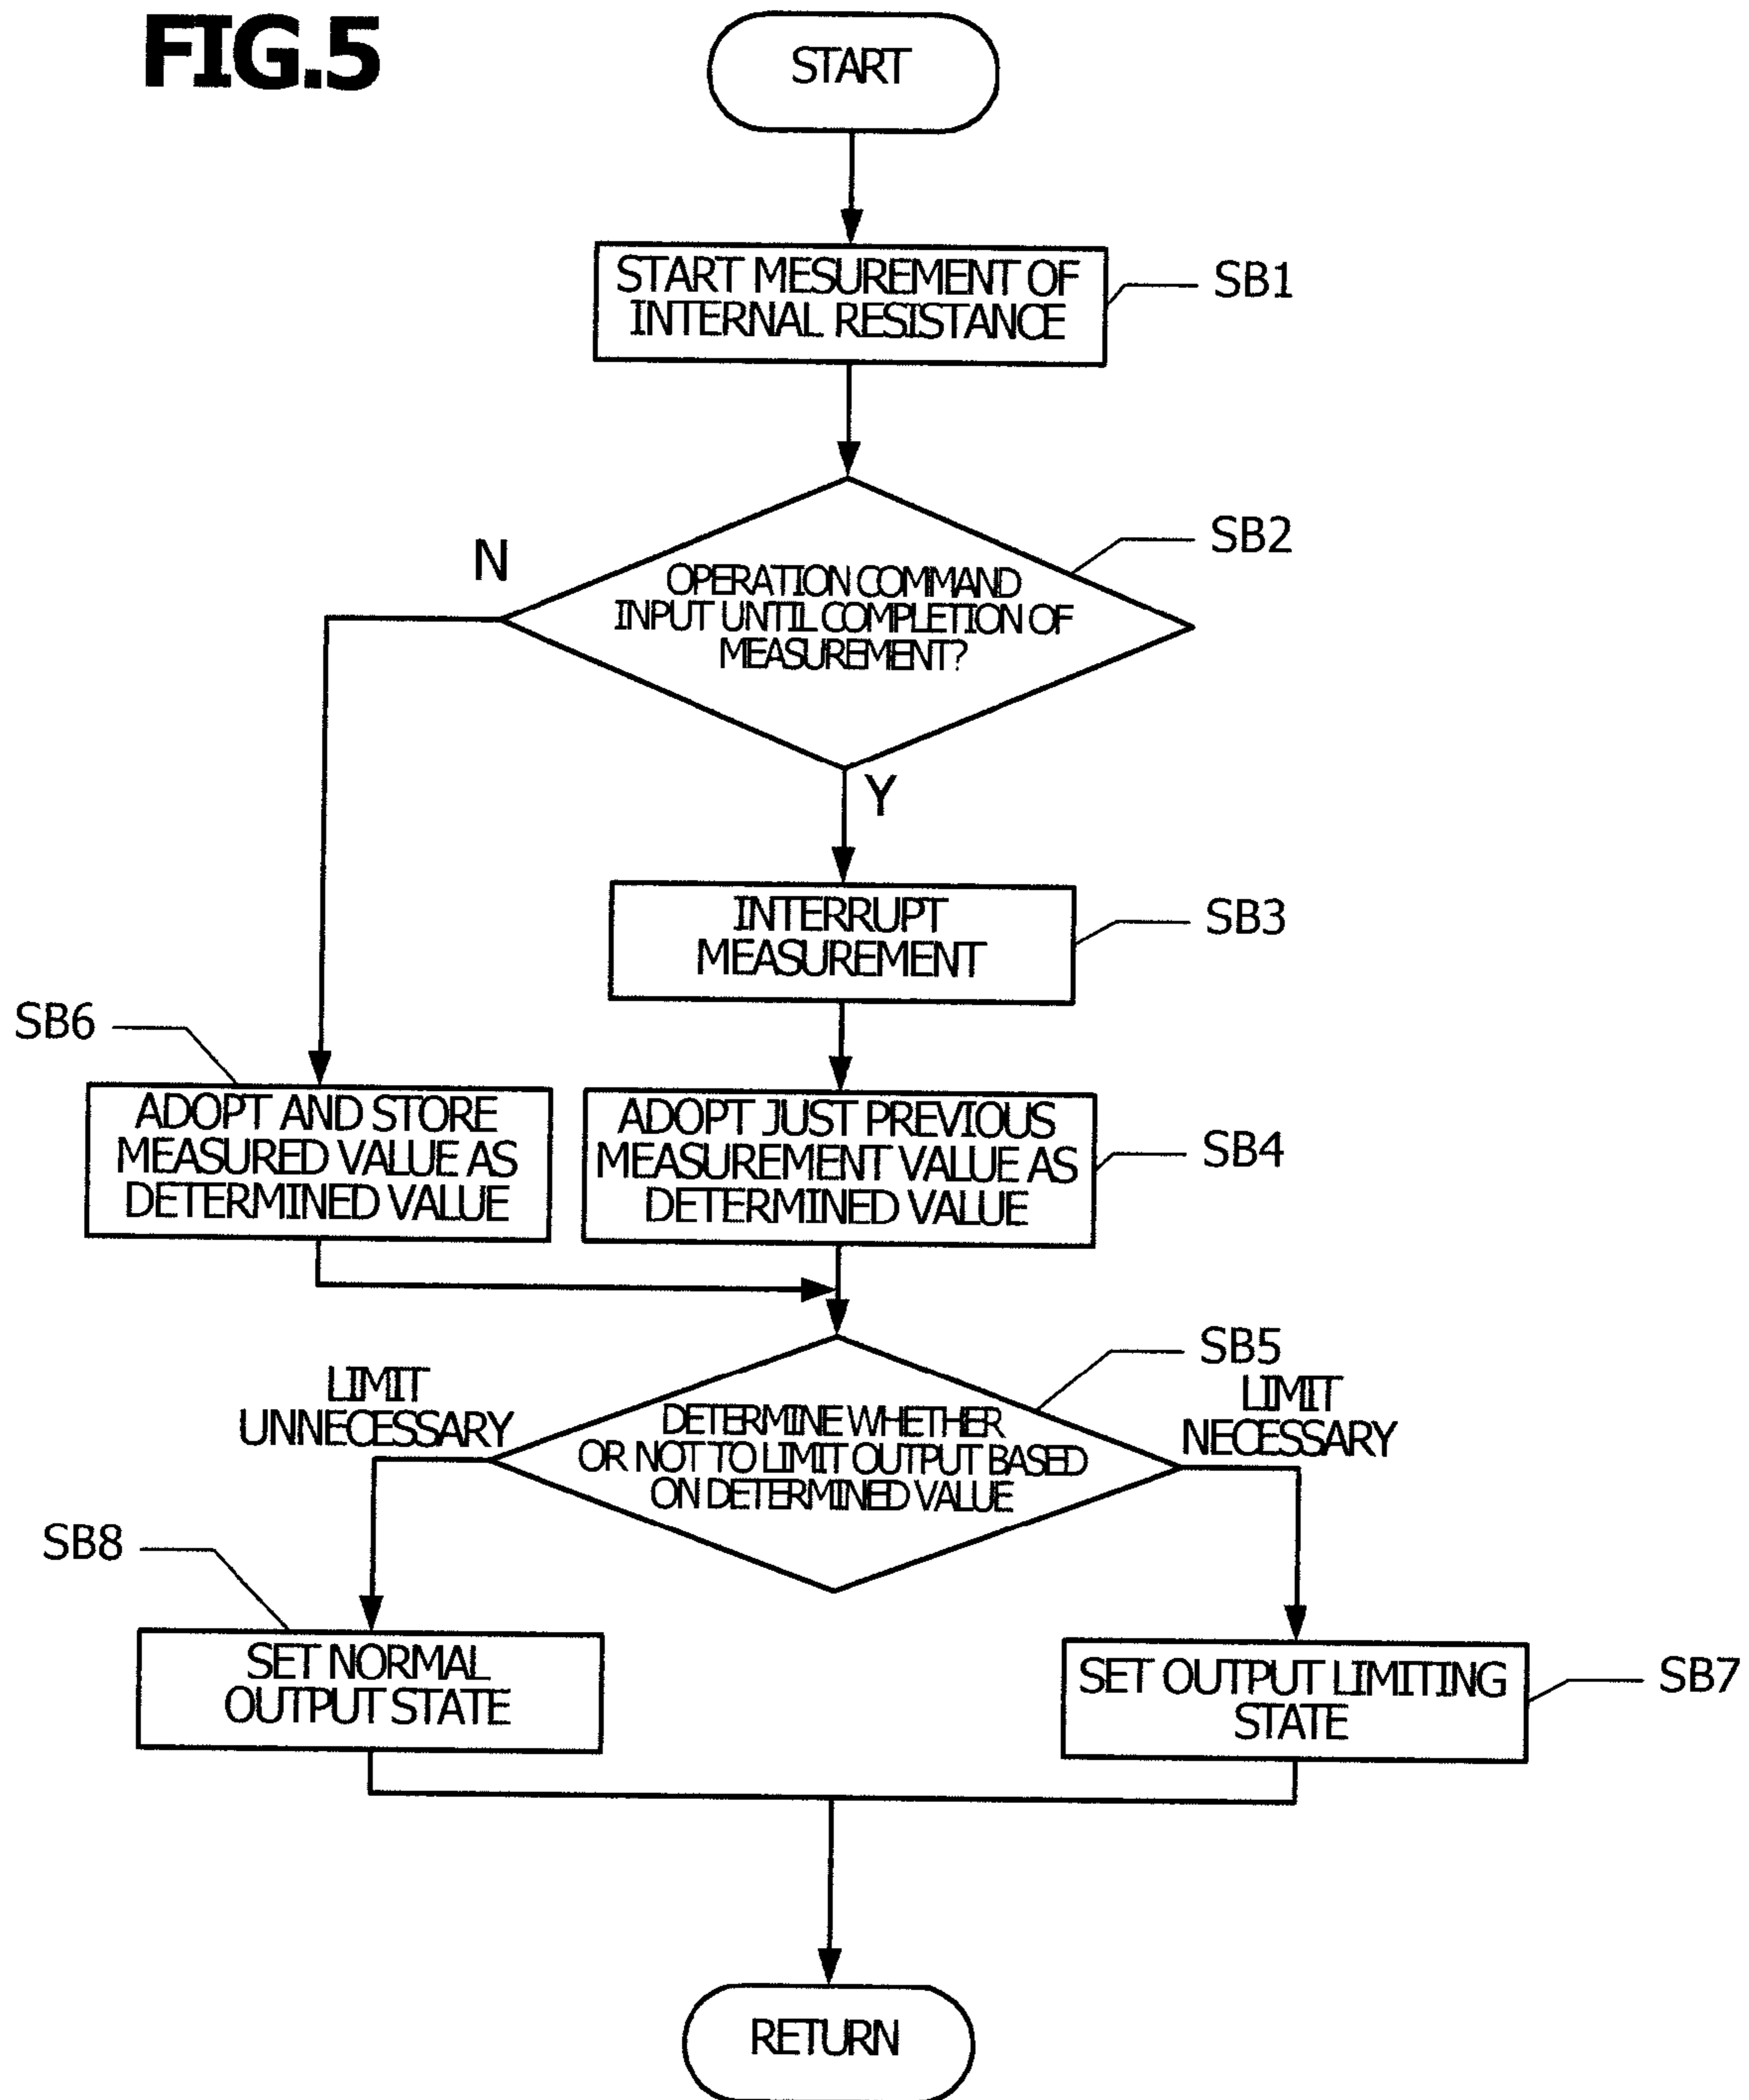 FIG.5
START
START MESUREMENT OF
INTERNAL RESISTANCE
SB1
SB2
N
OPERATION COMMAND
INPUT UNTIL COMPLETION OF
MEASUREMENT?
Y
INTERRUPT
MEASUREMENT
SB3
SB6
ADOPT AND STORE
MEASURED VALUE AS
DETERMINED VALUE
ADOPT JUST PREVIOUS
MEASUREMENT VALUE AS
DETERMINED VALUE
SB4
SB5
LIMIT
UNNECESSARY
DETERMINE WHETHER
OR NOT TO LIMIT OUTPUT BASED
ON DETERMINED VALUE
LIMIT
NECESSARY
SB8
SET NORMAL
OUTPUT STATE
SET OUTPUT LIMITING
STATE
SB7
RETURN